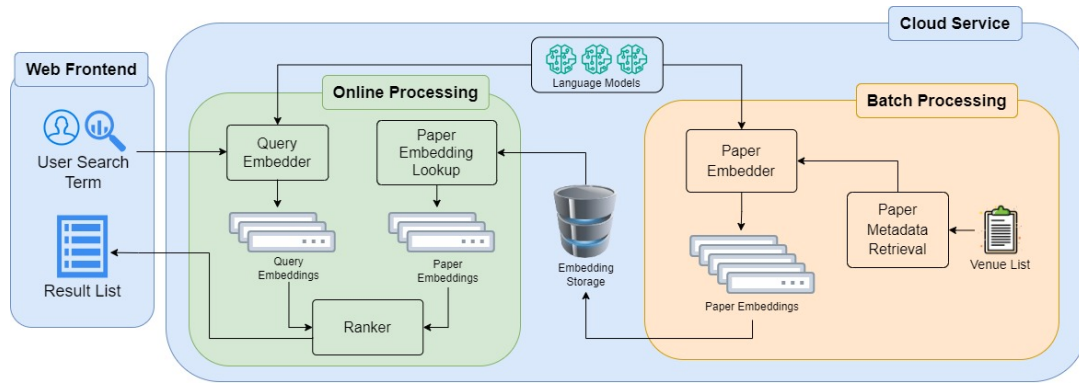 Cloud Service
Web Frontend
User Search
Term
Result List
Language Models
Online Processing
Query
Embedder
Paper
Embedding
Lookup
Query
Embeddings
Paper
Embeddings
Ranker
Embedding
Storage
Batch Processing
Paper
Embedder
Paper
Metadata
Retrieval
Venue List
Paper Embeddings